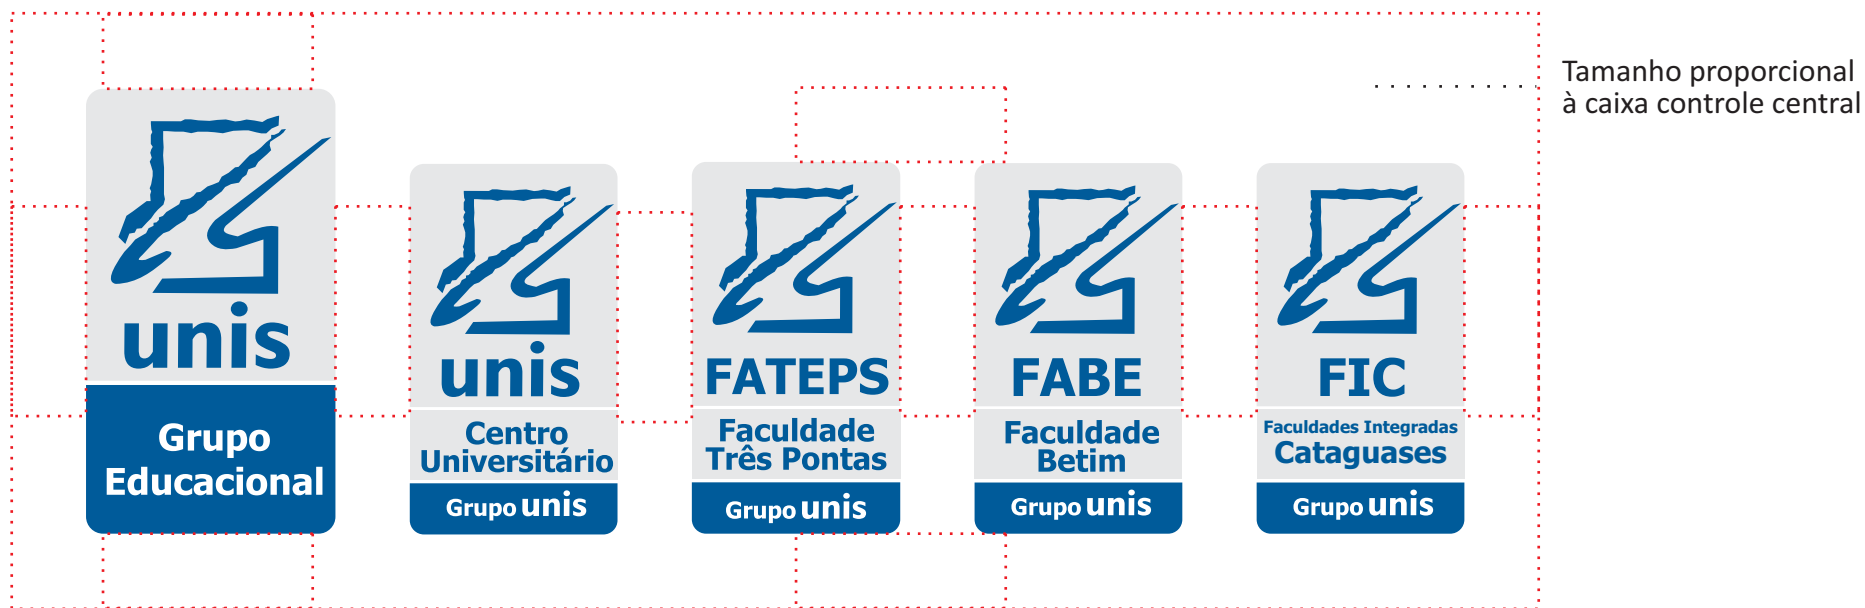 Tamanho proporcional
à caixa controle central
unis
Grupo
Educacional
unis
Centro
Universitário
Grupo unis
FATEPS
Faculdade
Três Pontas
Grupo unis
FABE
Faculdade
Betim
Grupo unis
FIC
Faculdades Integradas
Cataguases
Grupo unis